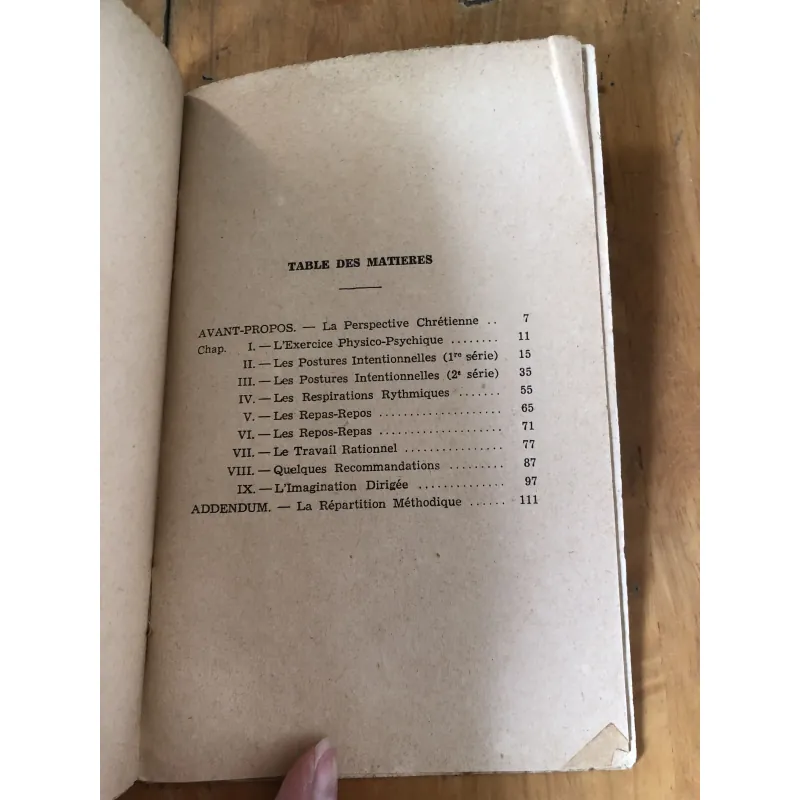 TABLE DES MATIERES
AVANT-PROPOS. — La Perspective Chrétienne .. 7
Chap. I. — L'Exercice Physico-Psychique ........ 11
II. — Les Postures Intentionnelles (1re série) 15
III. — Les Postures Intentionnelles (2e série) 35
IV. — Les Respirations Rythmiques ....... 55
V. — Les Repas-Repos .................... 65
VI. — Les Repos-Repas .................... 71
VII. — Le Travail Rationnel ................ 77
VIII. — Quelques Recommandations ......... 87
IX. — L'Imagination Dirigée .............. 97
ADDENDUM. — La Répartition Méthodique ...... 111